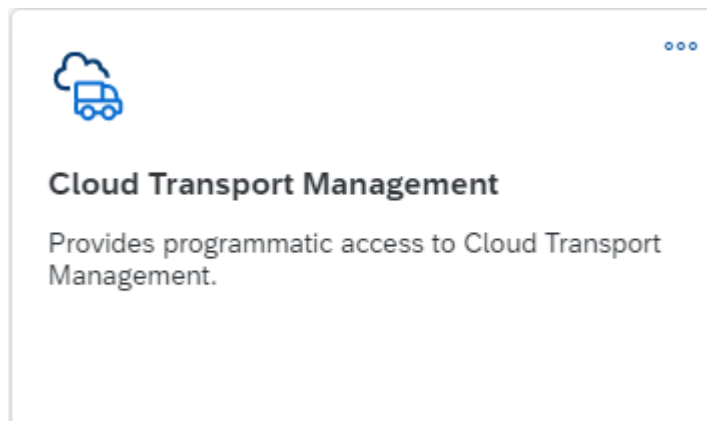 Cloud Transport Management
Provides programmatic access to Cloud Transport
Management.